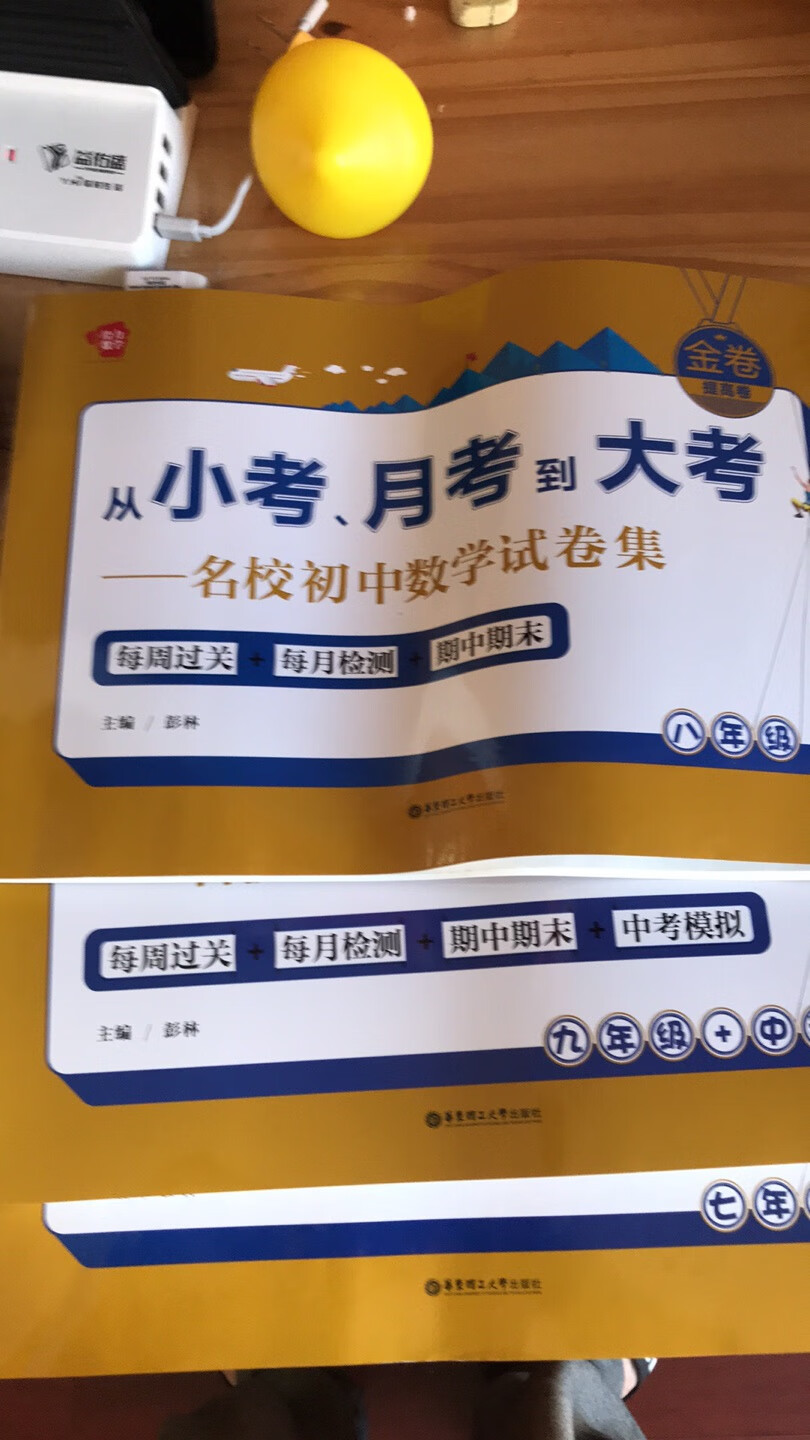 金卷
提高卷
从小考、月考到大考
——名校初中数学试卷集
每周过关+每月检测+期中期末
主编 / 彭林
八年级
华东理工大学出版社
每周过关+每月检测+期中期末+中考模拟
主编 / 彭林
九年级+中
华东理工大学出版社
七年
华东理工大学出版社